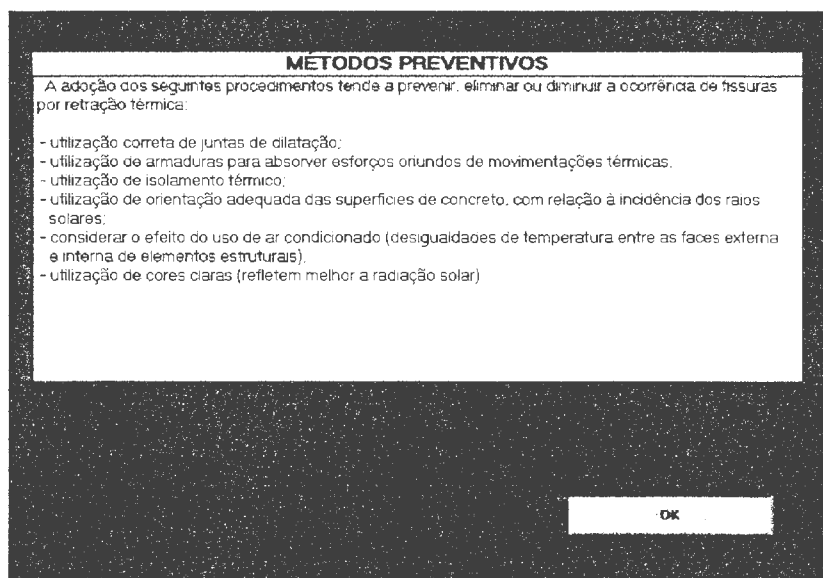 MÉTODOS PREVENTIVOS
A adoção dos seguintes procedimentos tende a prevenir, eliminar ou diminuir a ocorrência de fissuras
por retração térmica:
- utilização correta de juntas de dilatação;
- utilização de armaduras para absorver esforços oriundos de movimentações térmicas;
- utilização de isolamento térmico;
- utilização de orientação adequada das superfícies de concreto, com relação à incidência dos raios
solares;
- considerar o efeito do uso de ar condicionado (desigualdades de temperatura entre as faces externa
e interna de elementos estruturais);
- utilização de cores claras (refletem melhor a radiação solar)
OK